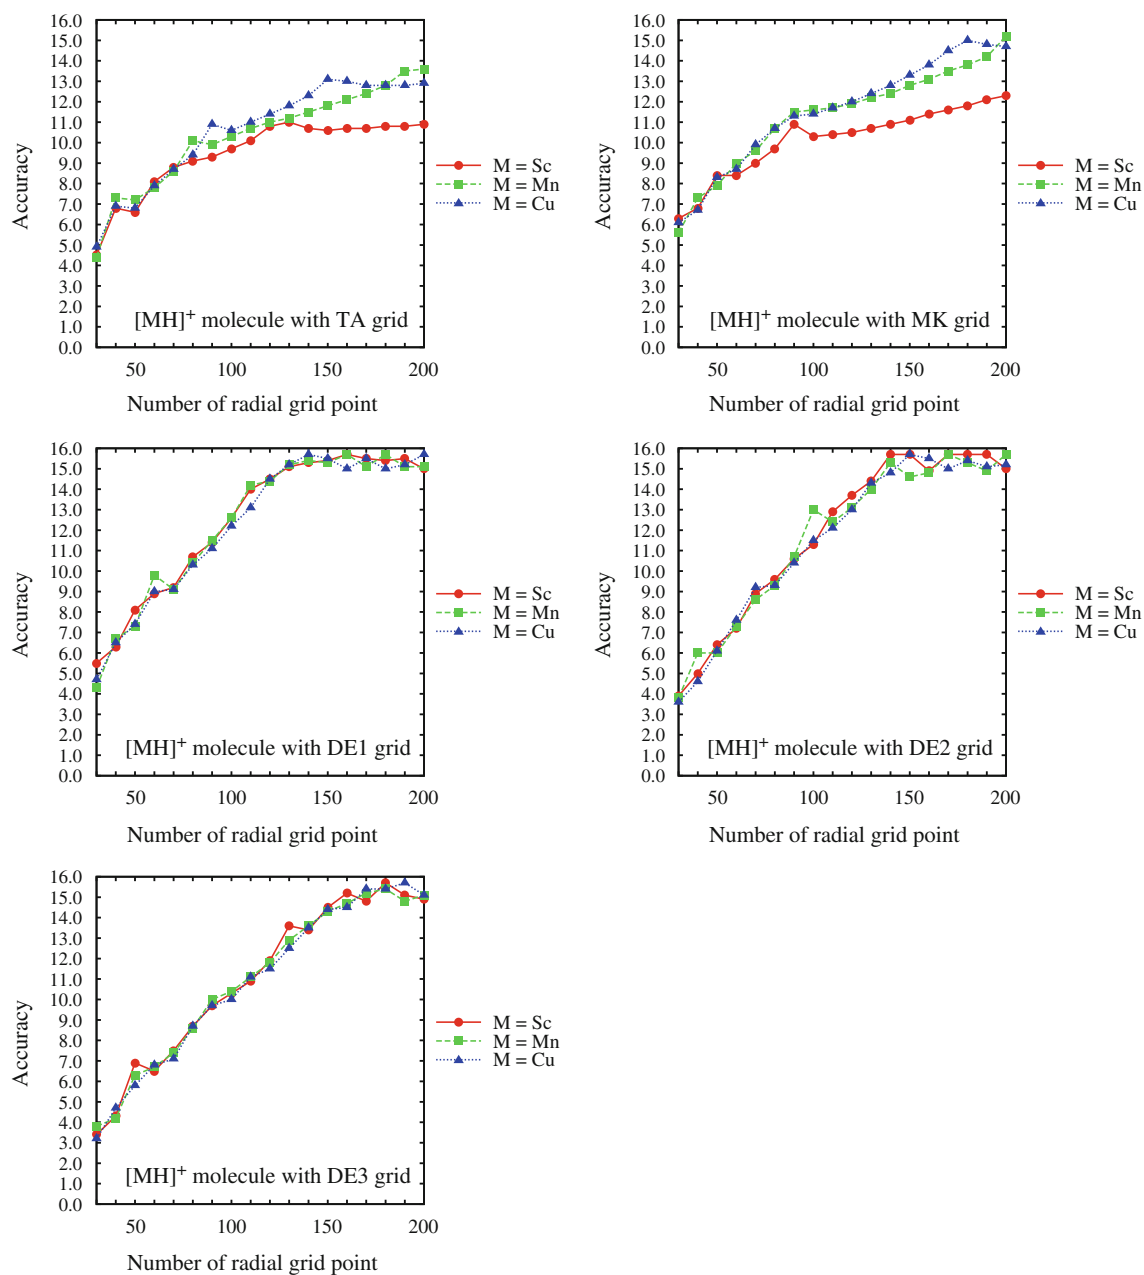 16.0
15.0
14.0
13.0
12.0
11.0
10.0
9.0
8.0
7.0
6.0
5.0
4.0
3.0
2.0
1.0
0.0
Accuracy
50 100 150 200
Number of radial grid point
[MH]+ molecule with TA grid
M = Sc
M = Mn
M = Cu
16.0
15.0
14.0
13.0
12.0
11.0
10.0
9.0
8.0
7.0
6.0
5.0
4.0
3.0
2.0
1.0
0.0
Accuracy
50 100 150 200
Number of radial grid point
[MH]+ molecule with MK grid
M = Sc
M = Mn
M = Cu
16.0
15.0
14.0
13.0
12.0
11.0
10.0
9.0
8.0
7.0
6.0
5.0
4.0
3.0
2.0
1.0
0.0
Accuracy
50 100 150 200
Number of radial grid point
[MH]+ molecule with DE1 grid
M = Sc
M = Mn
M = Cu
16.0
15.0
14.0
13.0
12.0
11.0
10.0
9.0
8.0
7.0
6.0
5.0
4.0
3.0
2.0
1.0
0.0
Accuracy
50 100 150 200
Number of radial grid point
[MH]+ molecule with DE2 grid
M = Sc
M = Mn
M = Cu
16.0
15.0
14.0
13.0
12.0
11.0
10.0
9.0
8.0
7.0
6.0
5.0
4.0
3.0
2.0
1.0
0.0
Accuracy
50 100 150 200
Number of radial grid point
[MH]+ molecule with DE3 grid
M = Sc
M = Mn
M = Cu